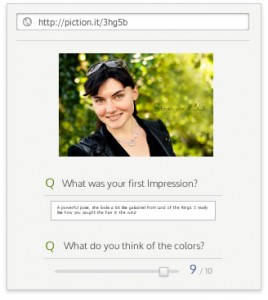 http://piction.it/3hg5b
Q What was your first Impression?
A powerful pose, she looks a bit like galadriel from Lord of the Rings. I really
like how you caught the hair in the wind
Q What do you think of the colors?
9 / 10